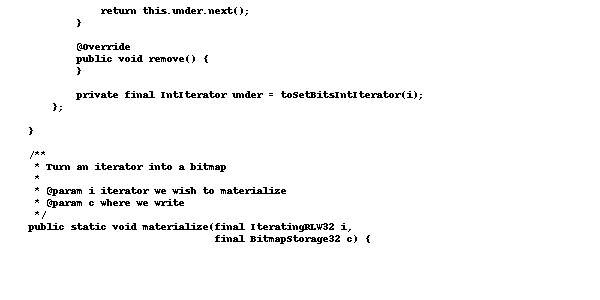 return this.under.next();
}
@Override
public void remove() {
}
private final IntIterator under = toSetBitsIntIterator(i);
};
}
/**
* Turn an iterator into a bitmap
*
* @param i iterator we wish to materialize
* @param c where we write
*/
public static void materialize(final IteratingRLW32 i,
final BitmapStorage32 c) {